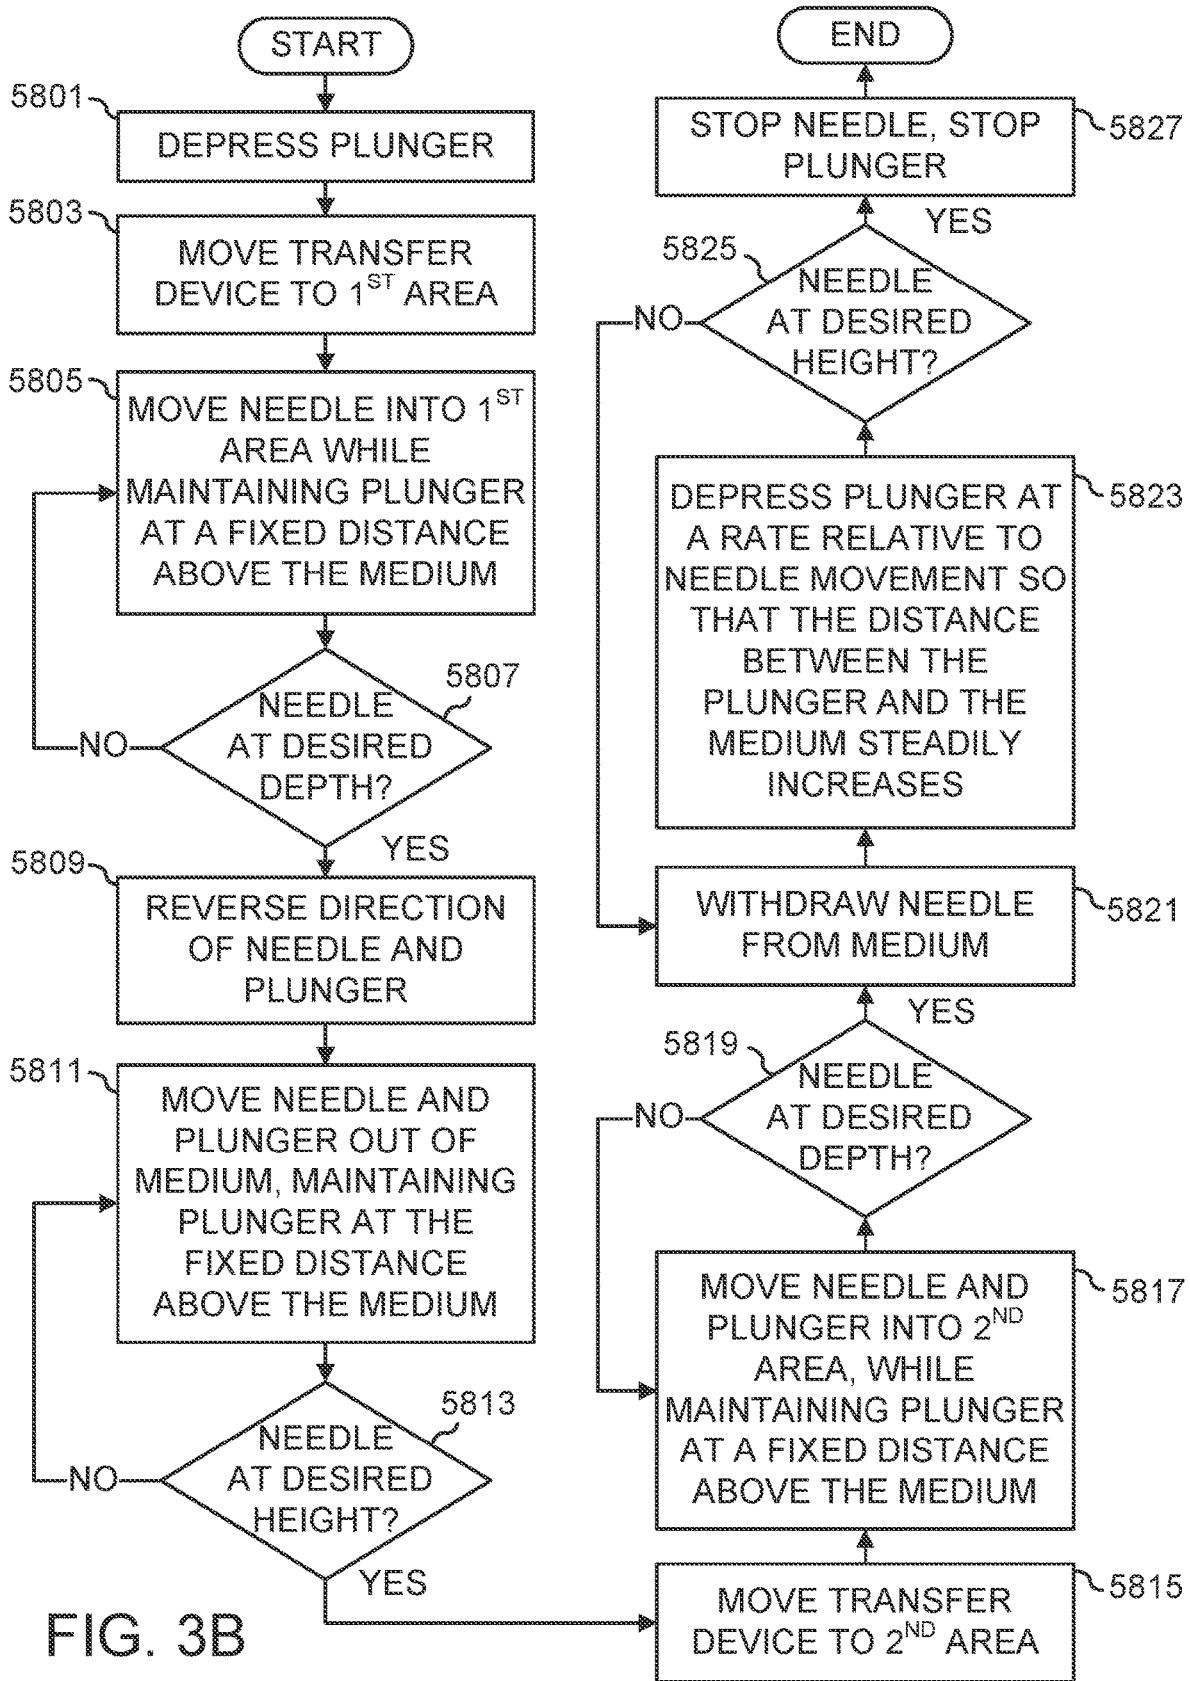 START
5801
DEPRESS PLUNGER
5803
MOVE TRANSFER
DEVICE TO 1ST AREA
5805
MOVE NEEDLE INTO 1ST
AREA WHILE
MAINTAINING PLUNGER
AT A FIXED DISTANCE
ABOVE THE MEDIUM
5807
NEEDLE
AT DESIRED
DEPTH?
NO
YES
5809
REVERSE DIRECTION
OF NEEDLE AND
PLUNGER
5811
MOVE NEEDLE AND
PLUNGER OUT OF
MEDIUM, MAINTAINING
PLUNGER AT THE
FIXED DISTANCE
ABOVE THE MEDIUM
5813
NEEDLE
AT DESIRED
HEIGHT?
NO
YES
5815
MOVE TRANSFER
DEVICE TO 2ND AREA
5817
MOVE NEEDLE AND
PLUNGER INTO 2ND
AREA, WHILE
MAINTAINING PLUNGER
AT A FIXED DISTANCE
ABOVE THE MEDIUM
5819
NEEDLE
AT DESIRED
DEPTH?
NO
YES
5821
WITHDRAW NEEDLE
FROM MEDIUM
5823
DEPRESS PLUNGER AT
A RATE RELATIVE TO
NEEDLE MOVEMENT SO
THAT THE DISTANCE
BETWEEN THE
PLUNGER AND THE
MEDIUM STEADILY
INCREASES
5825
NEEDLE
AT DESIRED
HEIGHT?
NO
YES
5827
STOP NEEDLE, STOP
PLUNGER
END
FIG. 3B